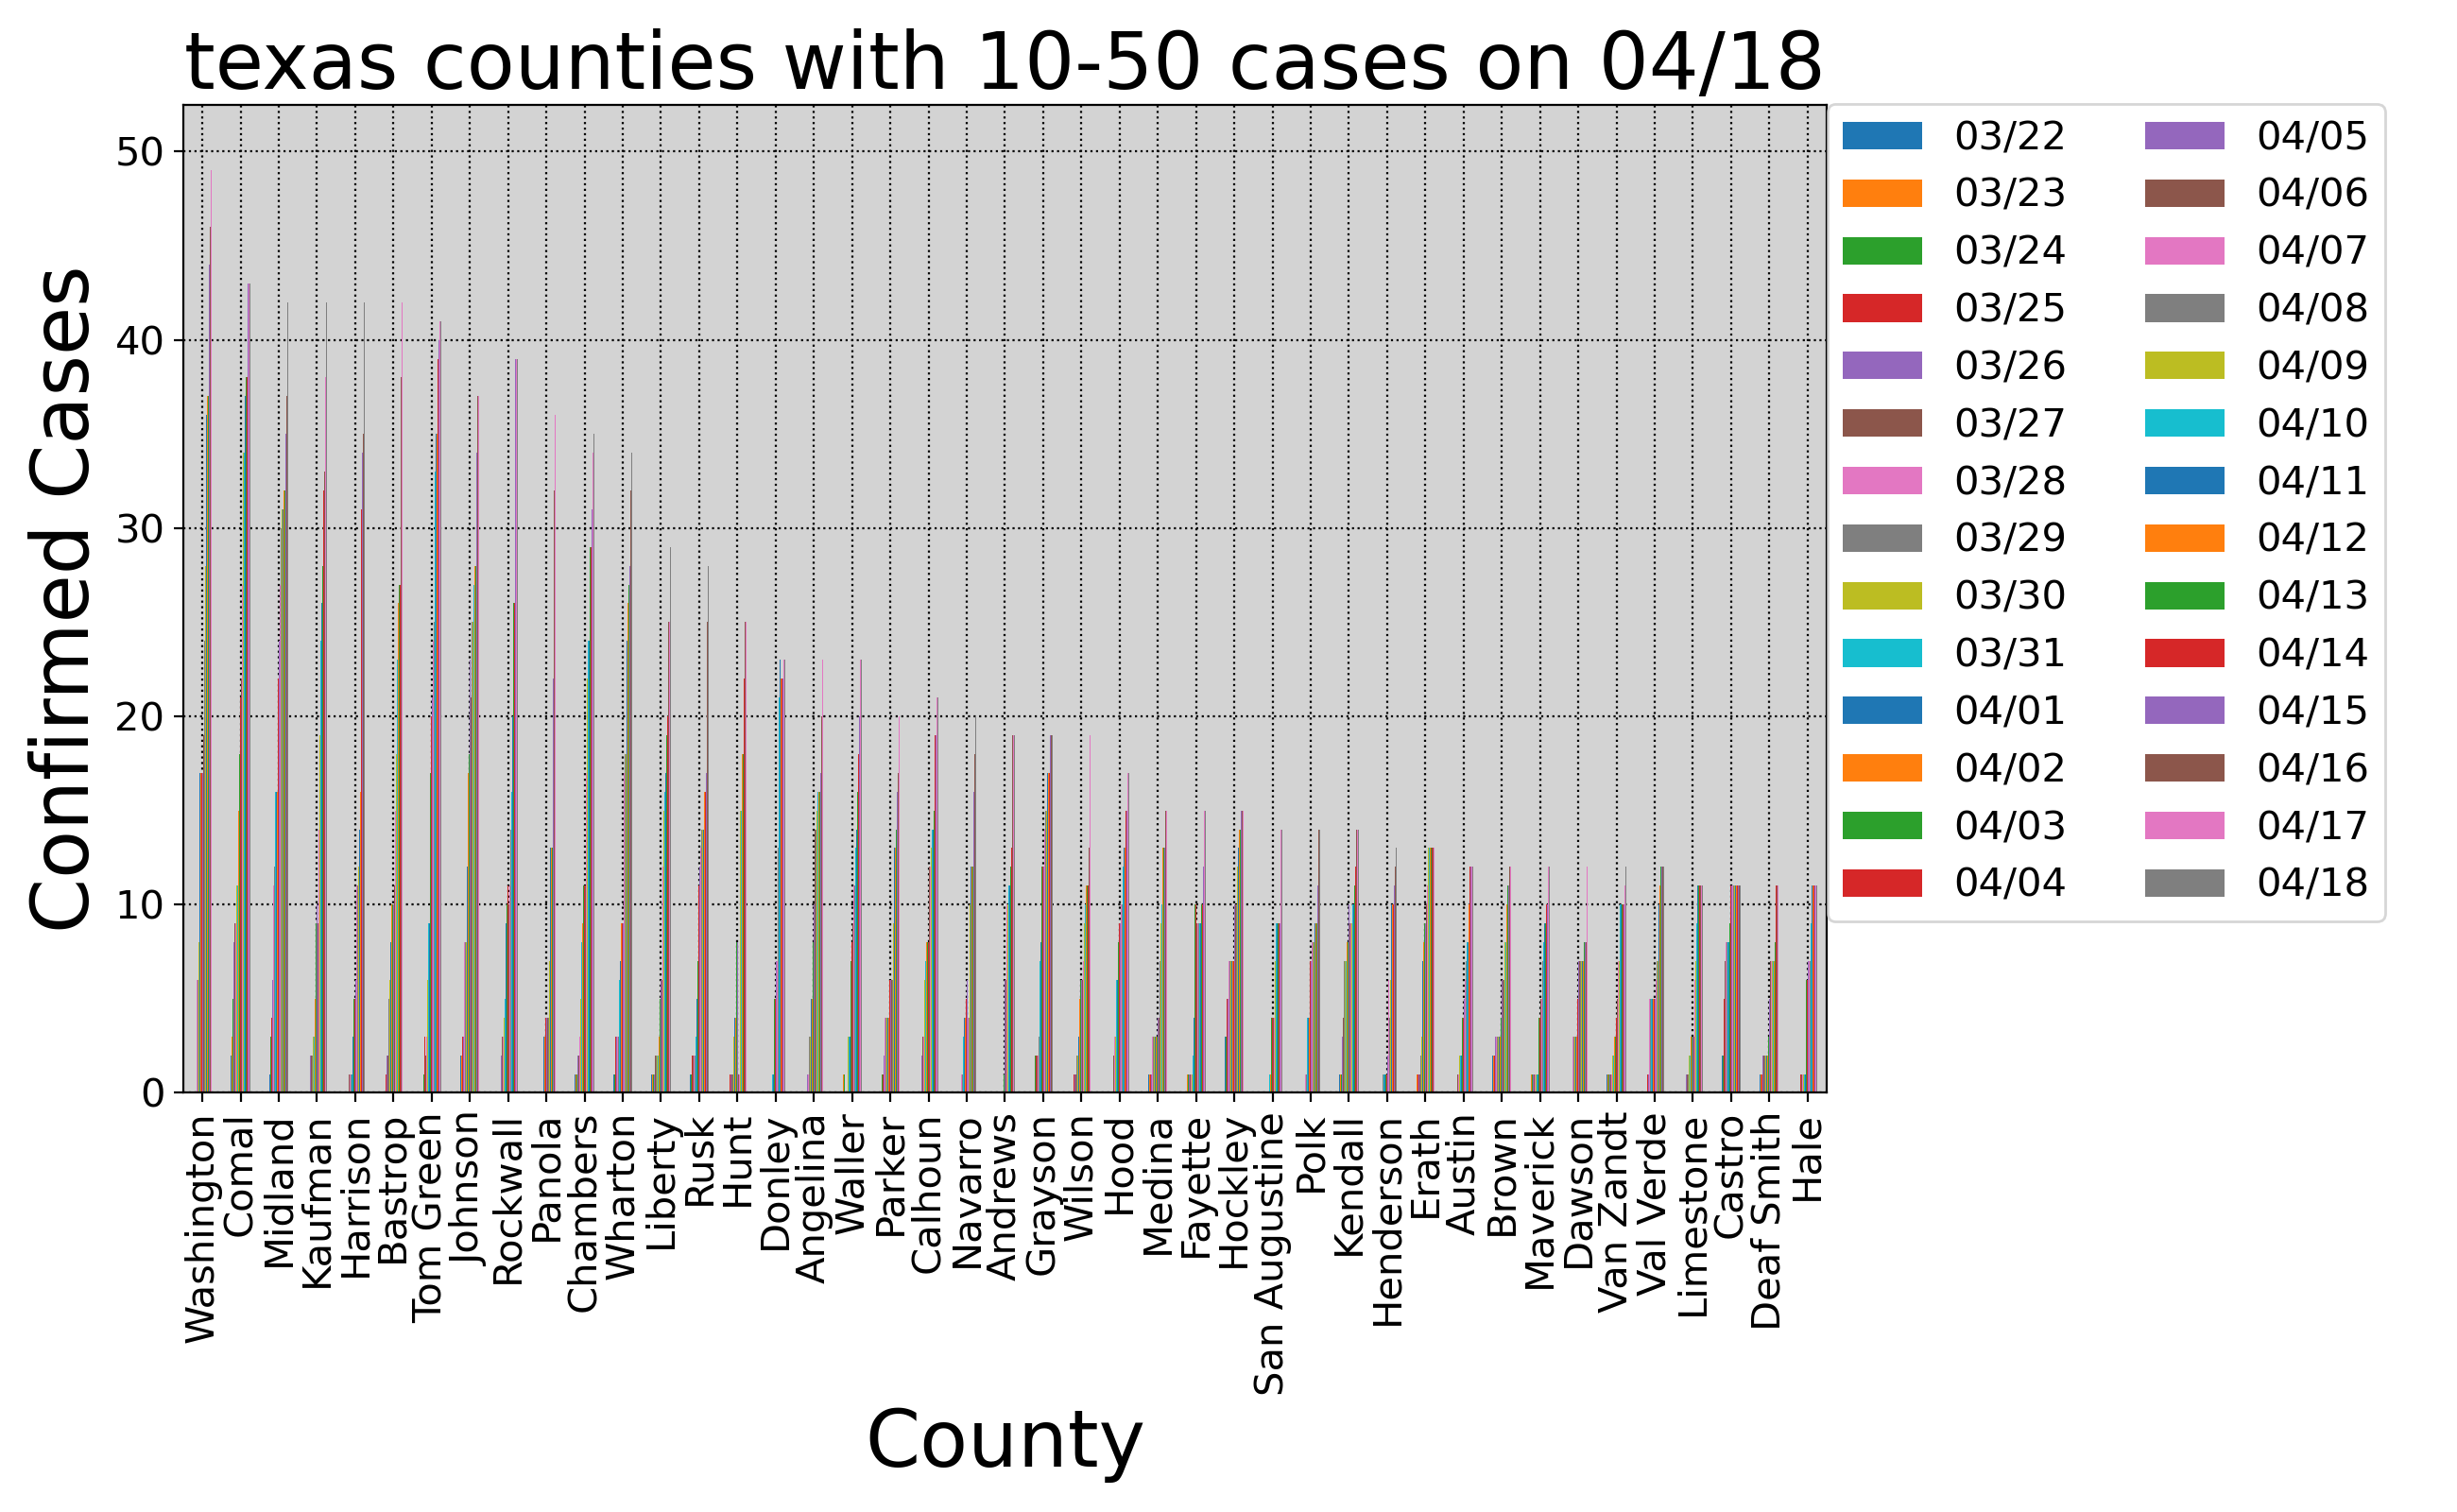 texas counties with 10-50 cases on 04/18
Confirmed Cases
50
40
30
20
10
0
Washington
Comal
Midland
Kaufman
Harrison
Bastrop
Tom Green
Johnson
Rockwall
Panola
Chambers
Wharton
Liberty
Rusk
Hunt
Donley
Angelina
Waller
Parker
Calhoun
Navarro
Andrews
Grayson
Wilson
Hood
Medina
Fayette
Hockley
San Augustine
Polk
Kendall
Henderson
Erath
Austin
Brown
Maverick
Dawson
Van Zandt
Val Verde
Limestone
Castro
Deaf Smith
Hale
County
03/22
03/23
03/24
03/25
03/26
03/27
03/28
03/29
03/30
03/31
04/01
04/02
04/03
04/04
04/05
04/06
04/07
04/08
04/09
04/10
04/11
04/12
04/13
04/14
04/15
04/16
04/17
04/18